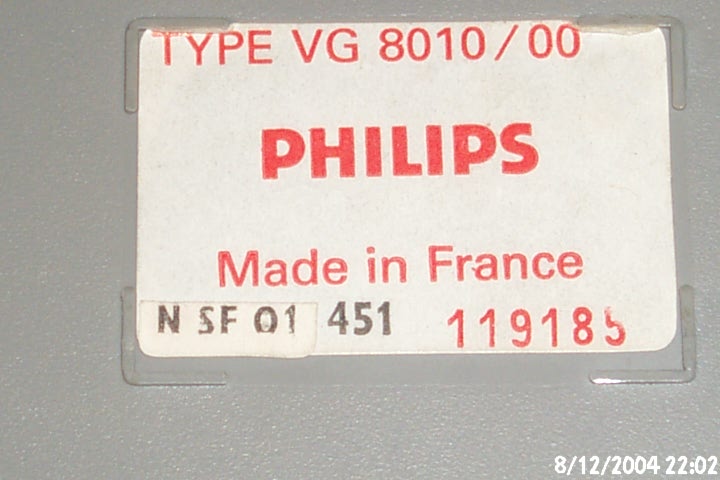 TYPE VG 8010/00
PHILIPS
Made in France
N SF 01 451 119185
8/12/2004 22:02